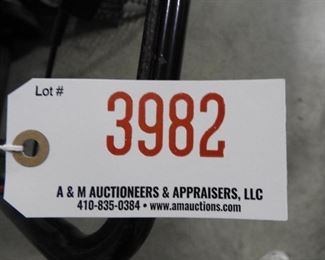 Lot #
3982
A & M AUCTIONEERS & APPRAISERS, LLC
410-835-0384 • www.amauctions.com